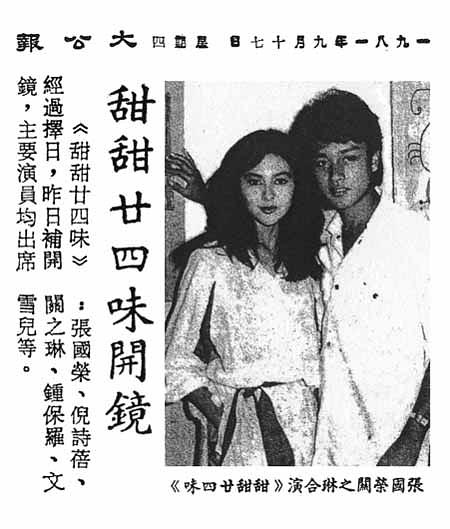 一九八一年九月十七日 星期四 大公報
甜甜廿四味開鏡
《甜甜廿四味》
經過擇日，昨日補開
鏡，主要演員均出席
：張國榮、倪詩蓓、
關之琳、鍾保羅、文
雪兒等。
張國榮關之琳合演《甜甜廿四味》